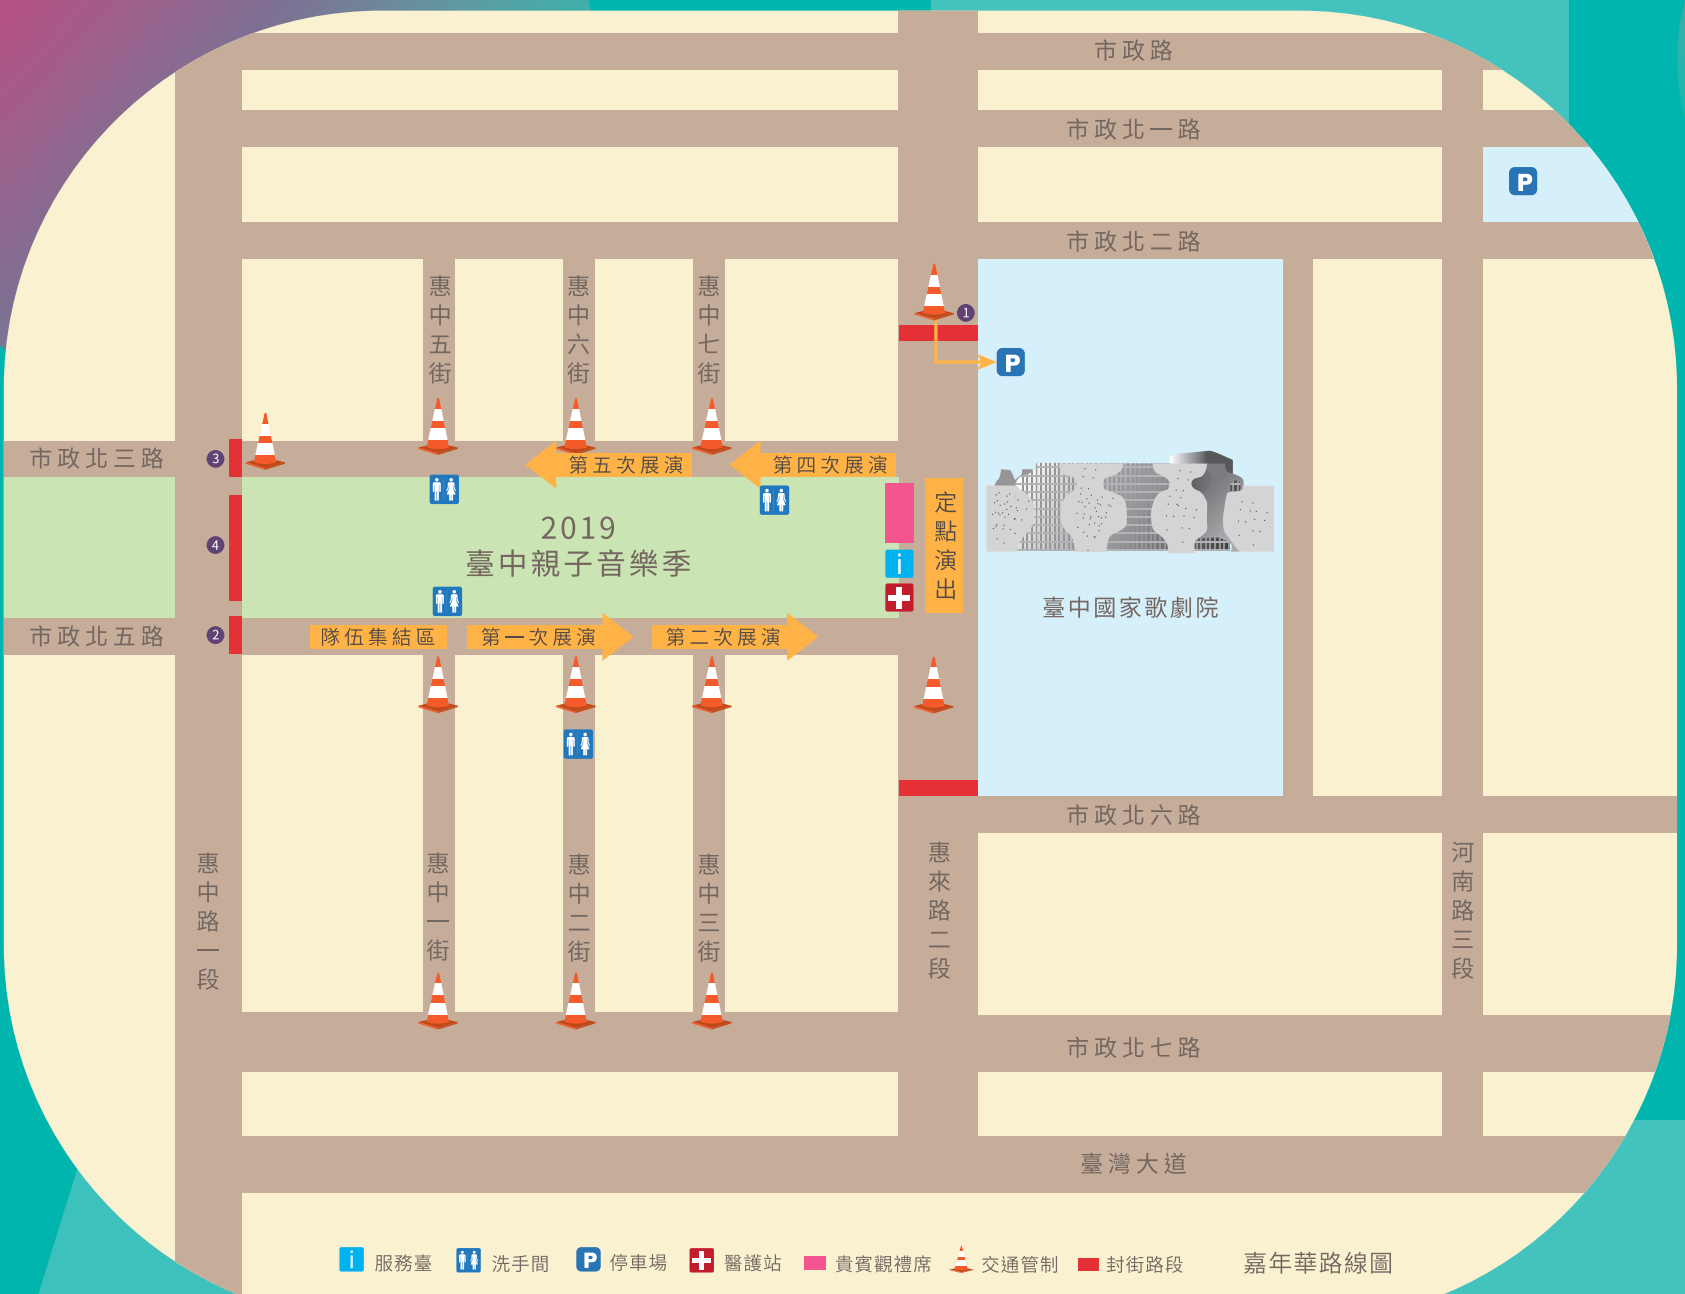 市政路
市政北一路
P
市政北二路
惠中五街
惠中六街
惠中七街
1
P
市政北三路
3
第五次展演
第四次展演
定點演出
2019
臺中親子音樂季
4
i
臺中國家歌劇院
市政北五路
2
隊伍集結區
第一次展演
第二次展演
市政北六路
惠中路一段
惠中一街
惠中二街
惠中三街
惠來路二段
河南路三段
市政北七路
臺灣大道
i 服務臺 洗手間 P 停車場 醫護站 貴賓觀禮席 交通管制 封街路段 嘉年華路線圖